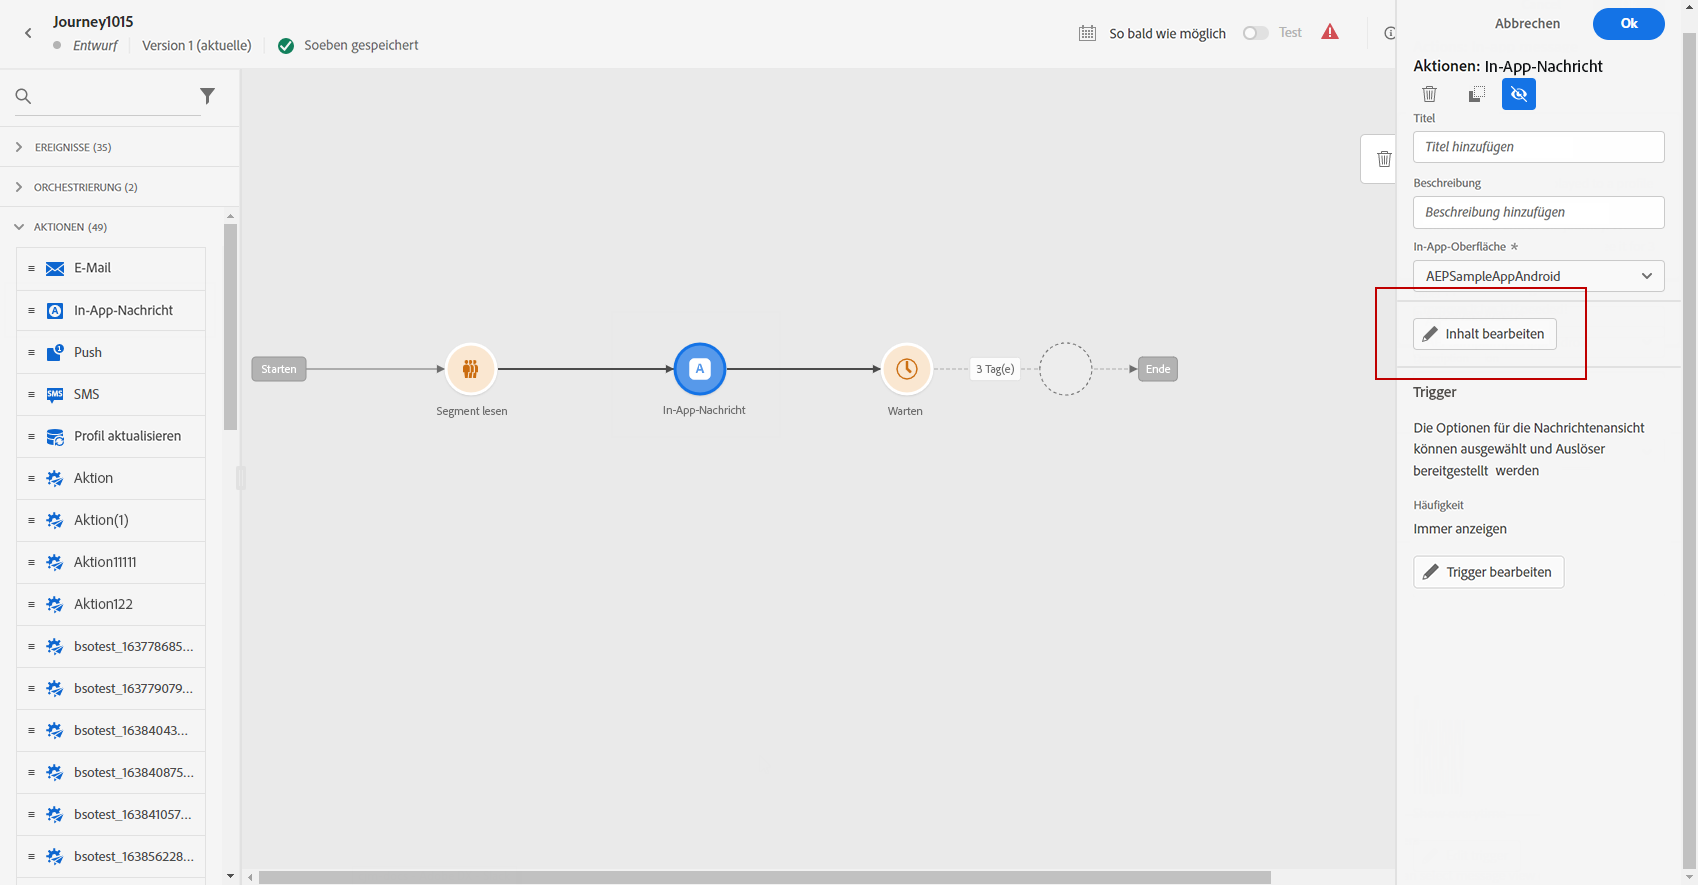 Journey1015
Entwurf Version 1 (aktuelle) Soeben gespeichert
So bald wie möglich Test
Abbrechen Ok
EREIGNISSE (35)
ORCHESTRIERUNG (2)
AKTIONEN (49)
E-Mail
In-App-Nachricht
Push
SMS
Profil aktualisieren
Aktion
Aktion(1)
Aktion11111
Aktion122
bsotest_163778685...
bsotest_163779079...
bsotest_16384043...
bsotest_163840875...
bsotest_163841057...
bsotest_163856228...
Starten
Segment lesen
In-App-Nachricht
Warten
3 Tag(e)
Ende
Aktionen: In-App-Nachricht
Titel
Titel hinzufügen
Beschreibung
Beschreibung hinzufügen
In-App-Oberfläche *
AEPSampleAppAndroid
Inhalt bearbeiten
Trigger
Die Optionen für die Nachrichtenansicht
können ausgewählt und Auslöser
bereitgestellt werden
Häufigkeit
Immer anzeigen
Trigger bearbeiten